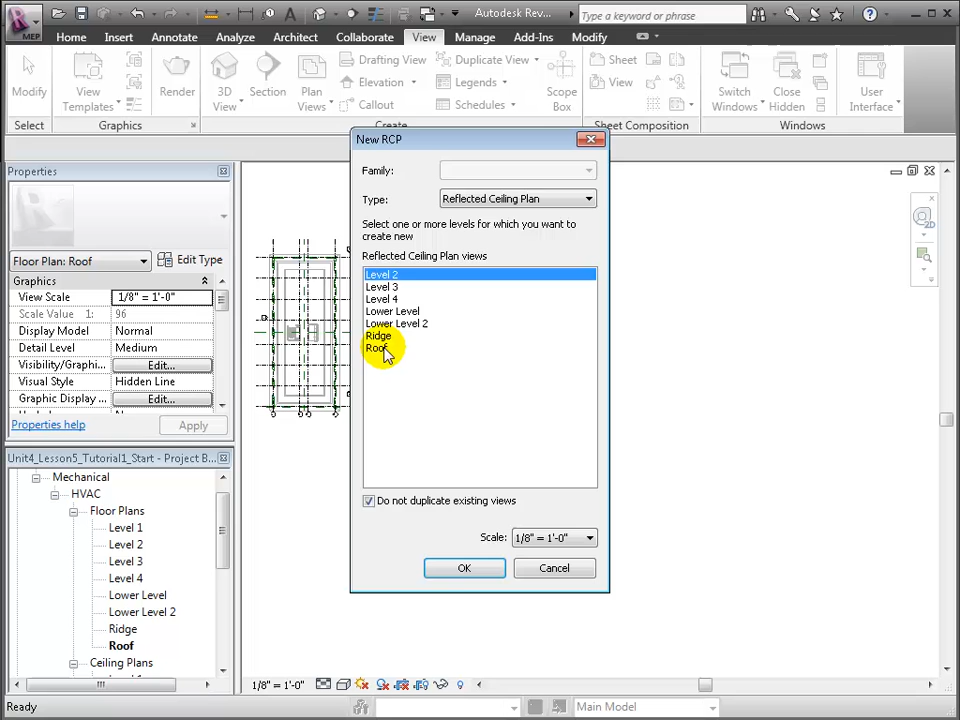 Autodesk Rev...
Type a keyword or phrase
MEP
Home Insert Annotate Analyze Architect Collaborate View Manage Add-Ins Modify
Modify
View Templates
Render
3D View
Section
Plan Views
Drafting View
Elevation
Callout
Duplicate View
Legends
Schedules
Scope Box
Sheet
View
Switch Windows
Close Hidden
User Interface
Select Graphics Create Sheet Composition Windows
Properties
Floor Plan: Roof Edit Type
Graphics
View Scale 1/8" = 1'-0"
Scale Value 1: 96
Display Model Normal
Detail Level Medium
Visibility/Graphi... Edit...
Visual Style Hidden Line
Graphic Display ... Edit...
Properties help Apply
Unit4_Lesson5_Tutorial1_Start - Project B...
Mechanical
HVAC
Floor Plans
Level 1
Level 2
Level 3
Level 4
Lower Level
Lower Level 2
Ridge
Roof
Ceiling Plans
New RCP
Family:
Type: Reflected Ceiling Plan
Select one or more levels for which you want to
create new
Reflected Ceiling Plan views
Level 2
Level 3
Level 4
Lower Level
Lower Level 2
Ridge
Roof
Do not duplicate existing views
Scale: 1/8" = 1'-0"
OK Cancel
1/8" = 1'-0"
Ready
Main Model